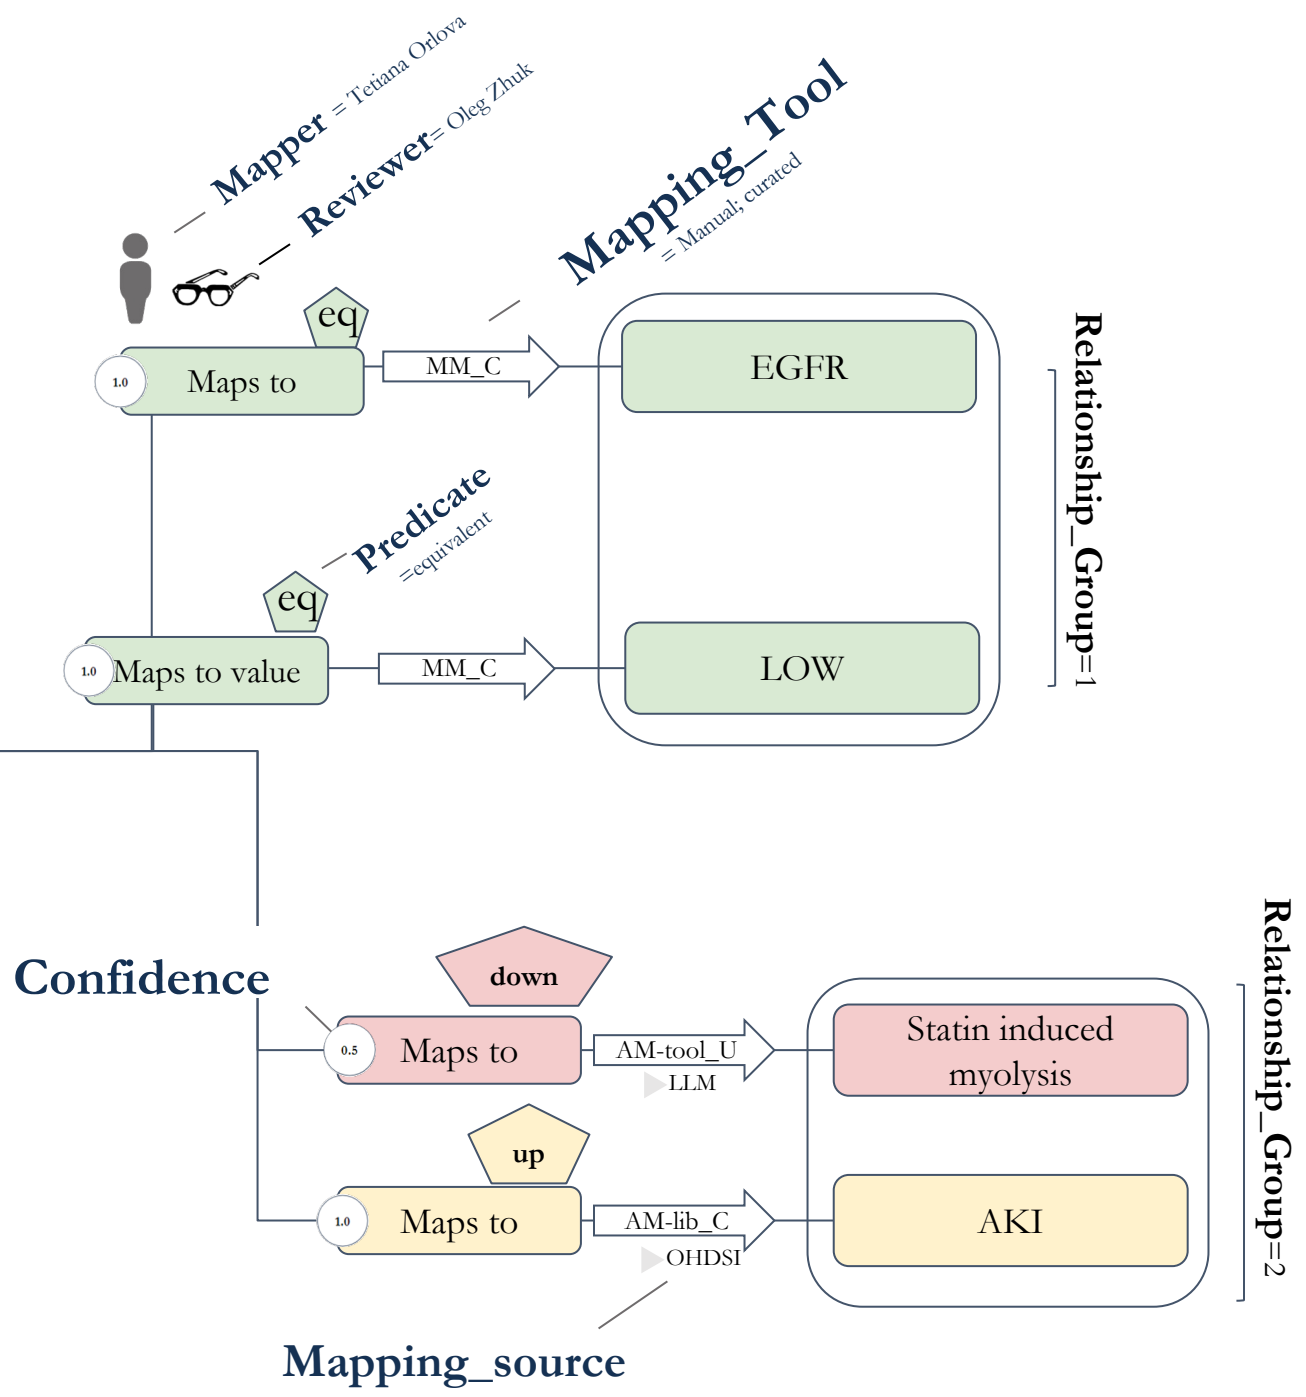 Mapper = Tetiana Orlova
Reviewer= Oleg Zhuk
Mapping_Tool
= Manual; curated
eq
1.0
Maps to
MM_C
EGFR
Relationship_Group=1
Predicate
=equivalent
eq
1.0
Maps to value
MM_C
LOW
Confidence
down
0.5
Maps to
AM-tool_U
LLM
Statin induced
myolysis
Relationship_Group=2
up
1.0
Maps to
AM-lib_C
OHDSI
AKI
Mapping_source